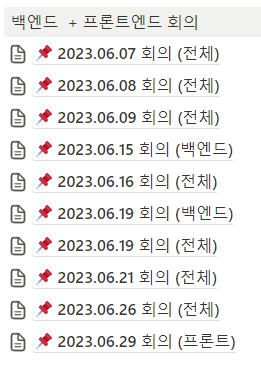 백엔드 + 프론트엔드 회의
2023.06.07 회의 (전체)
2023.06.08 회의 (전체)
2023.06.09 회의 (전체)
2023.06.15 회의 (백엔드)
2023.06.16 회의 (전체)
2023.06.19 회의 (백엔드)
2023.06.19 회의 (전체)
2023.06.21 회의 (전체)
2023.06.26 회의 (전체)
2023.06.29 회의 (프론트)